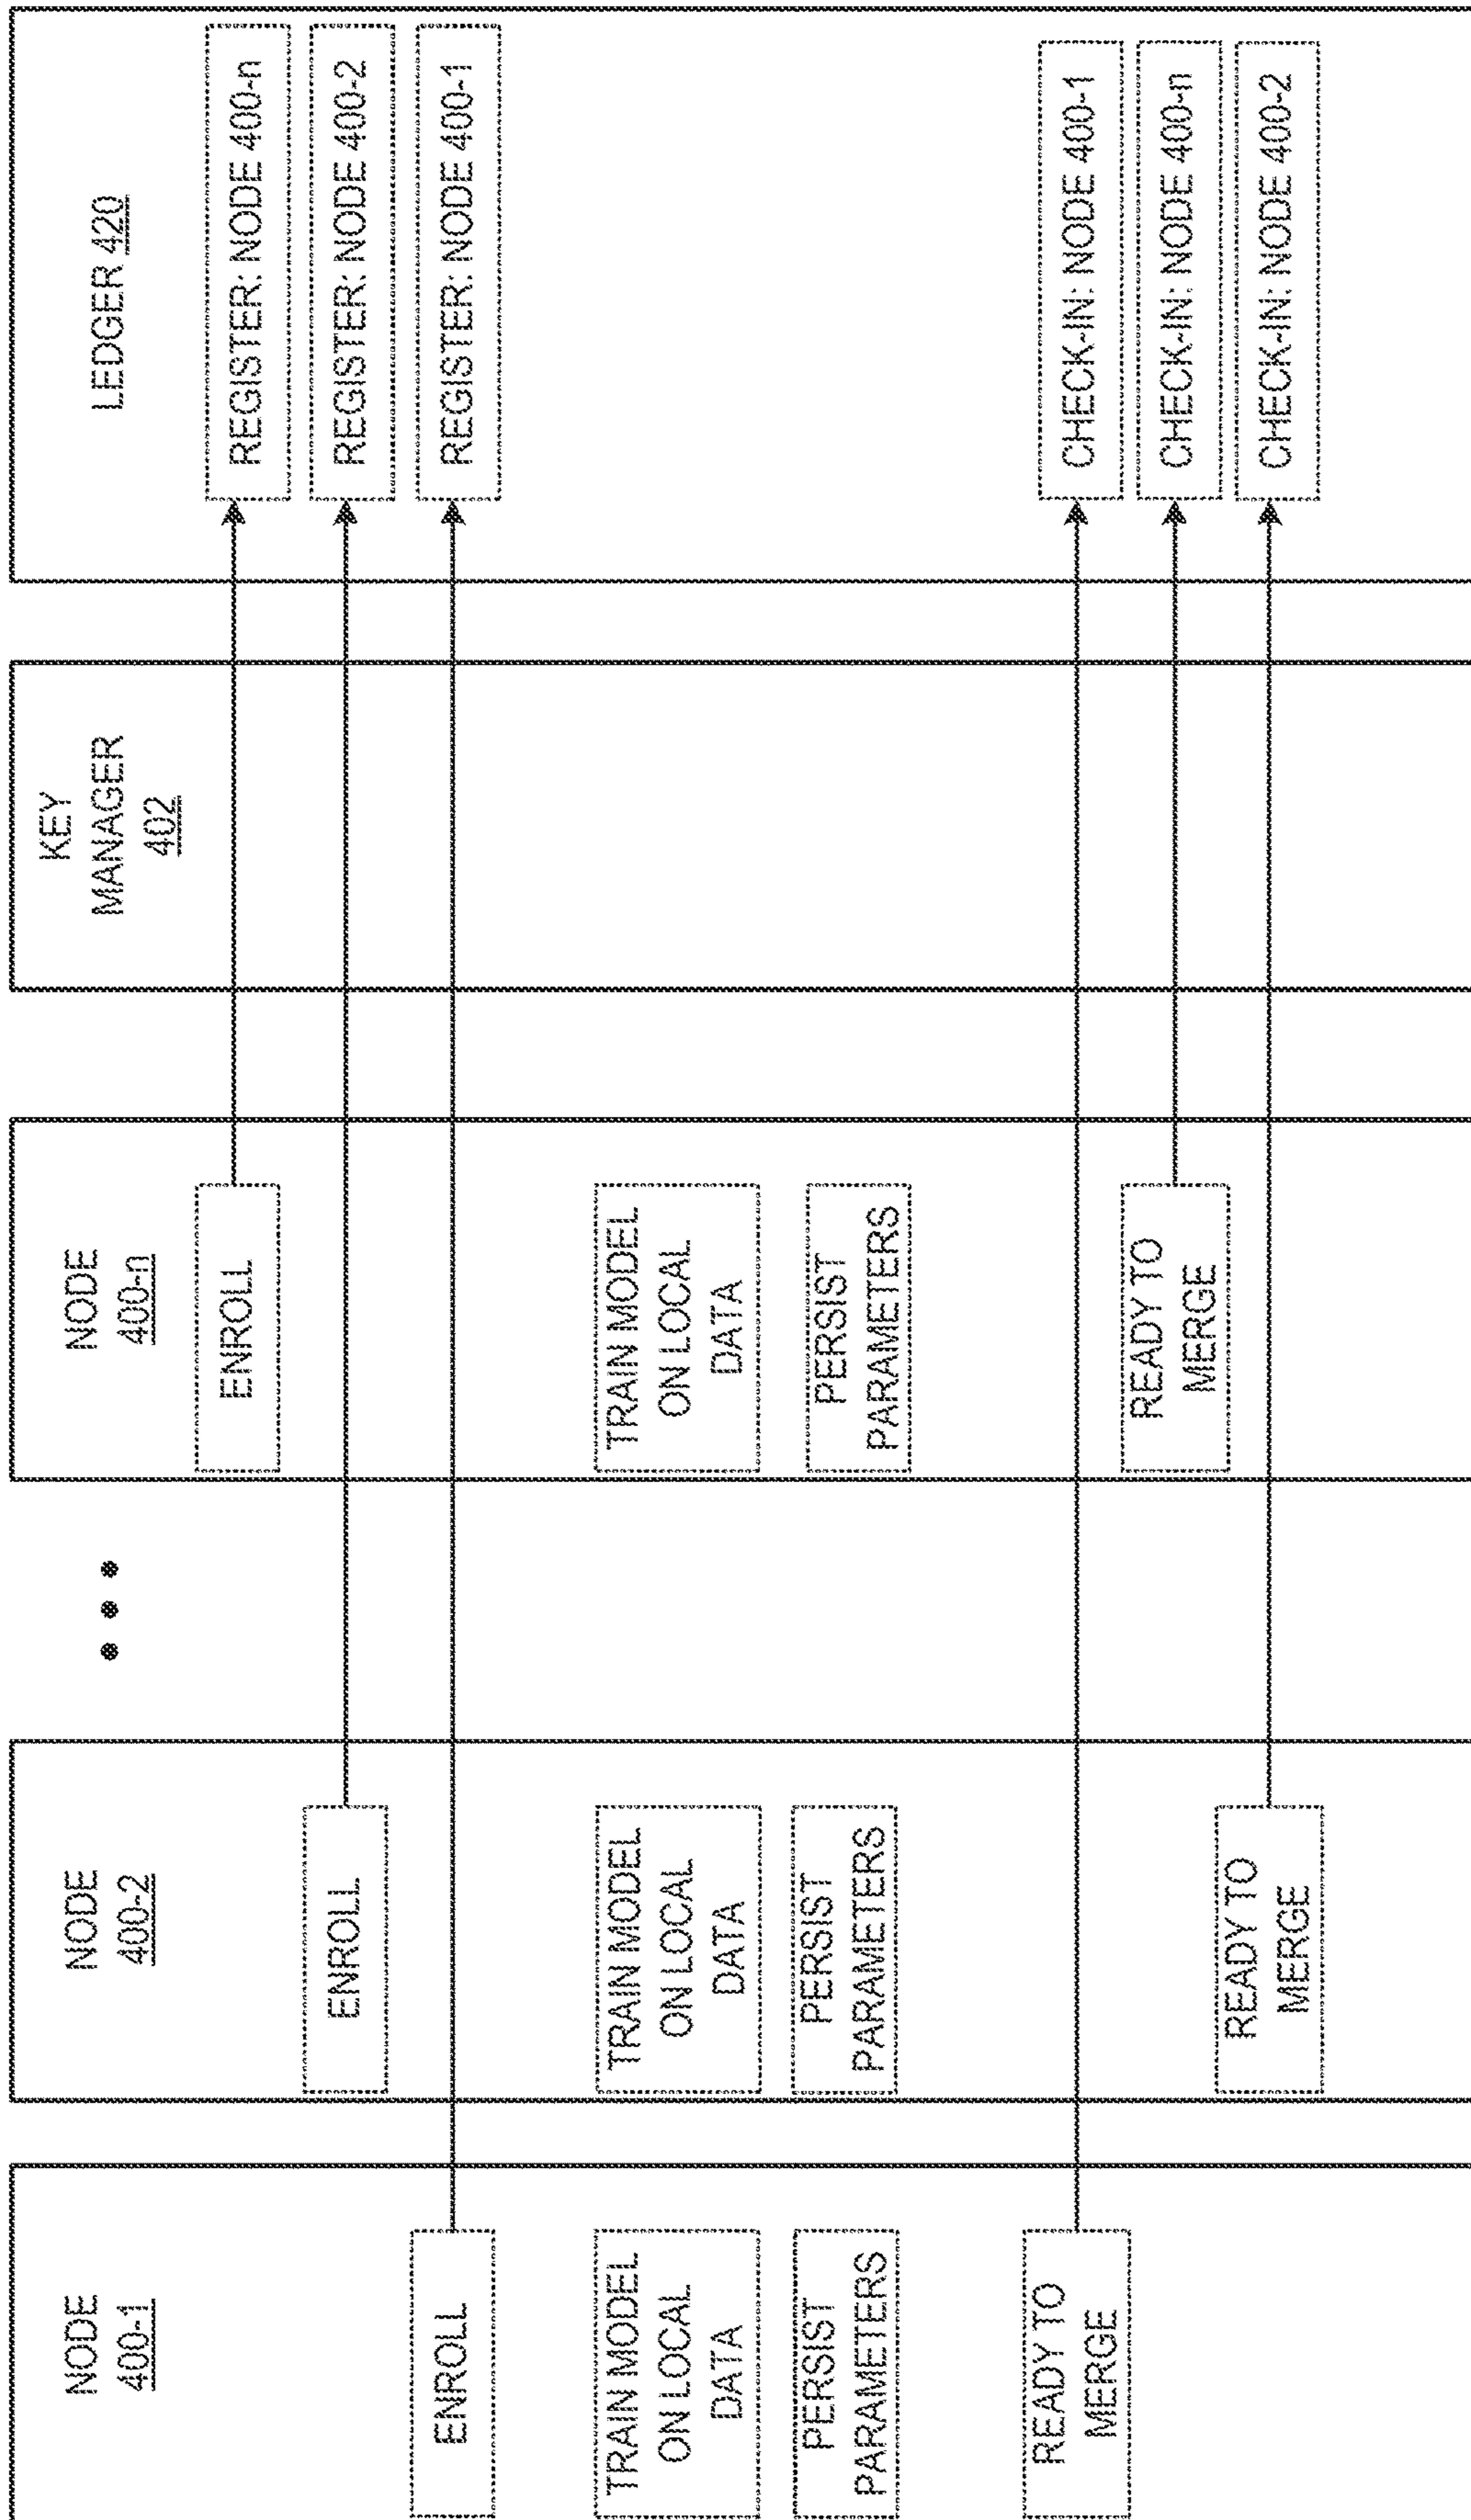 NODE
400-1
ENROLL
TRAIN MODEL
ON LOCAL
DATA
PERSIST
PARAMETERS
READY TO
MERGE
NODE
400-2
ENROLL
TRAIN MODEL
ON LOCAL
DATA
PERSIST
PARAMETERS
READY TO
MERGE
NODE
400-n
ENROLL
TRAIN MODEL
ON LOCAL
DATA
PERSIST
PARAMETERS
READY TO
MERGE
KEY
MANAGER
402
LEDGER 420
REGISTER: NODE 400-n
REGISTER: NODE 400-2
REGISTER: NODE 400-1
CHECK-IN: NODE 400-1
CHECK-IN: NODE 400-n
CHECK-IN: NODE 400-2